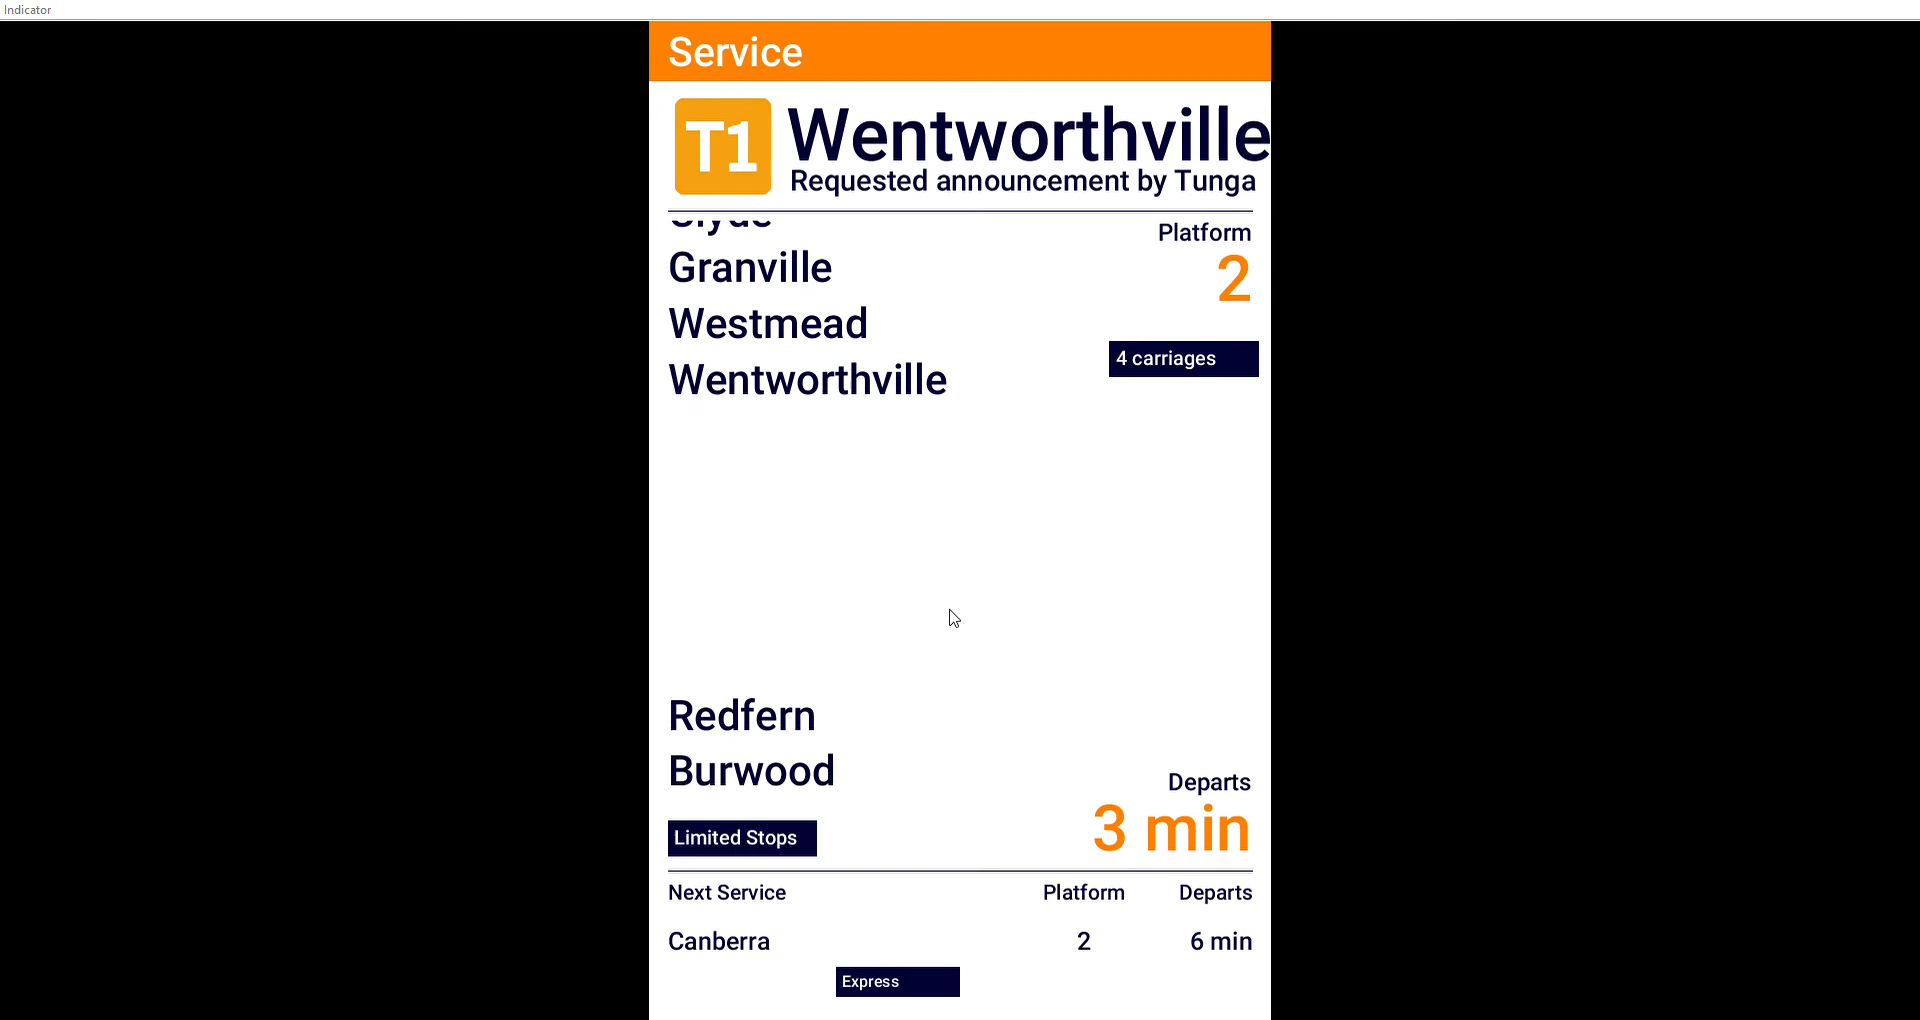 Indicator
Service
T1 Wentworthville
Requested announcement by Tunga
Clyde
Platform
Granville
2
Westmead
4 carriages
Wentworthville
Redfern
Burwood
Departs
3 min
Limited Stops
Next Service Platform Departs
Canberra 2 6 min
Express